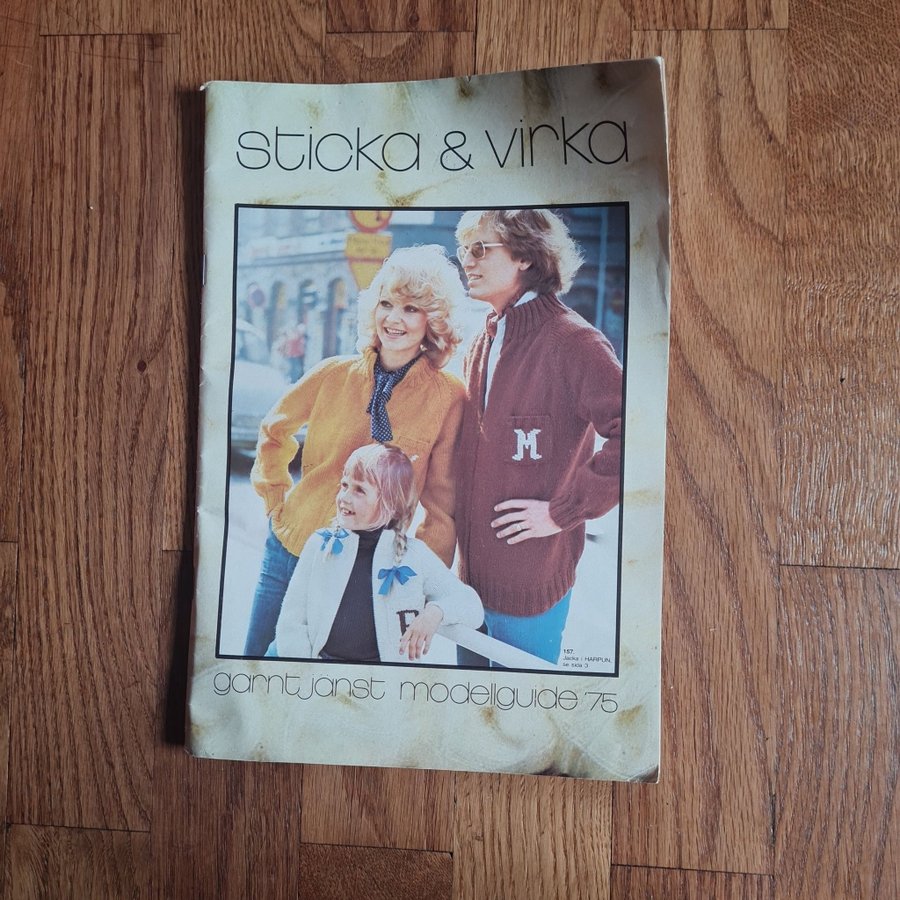 sticka & virka
M
157
Jacka i HARPUN,
se sida 3
garntjänst modellguide '75